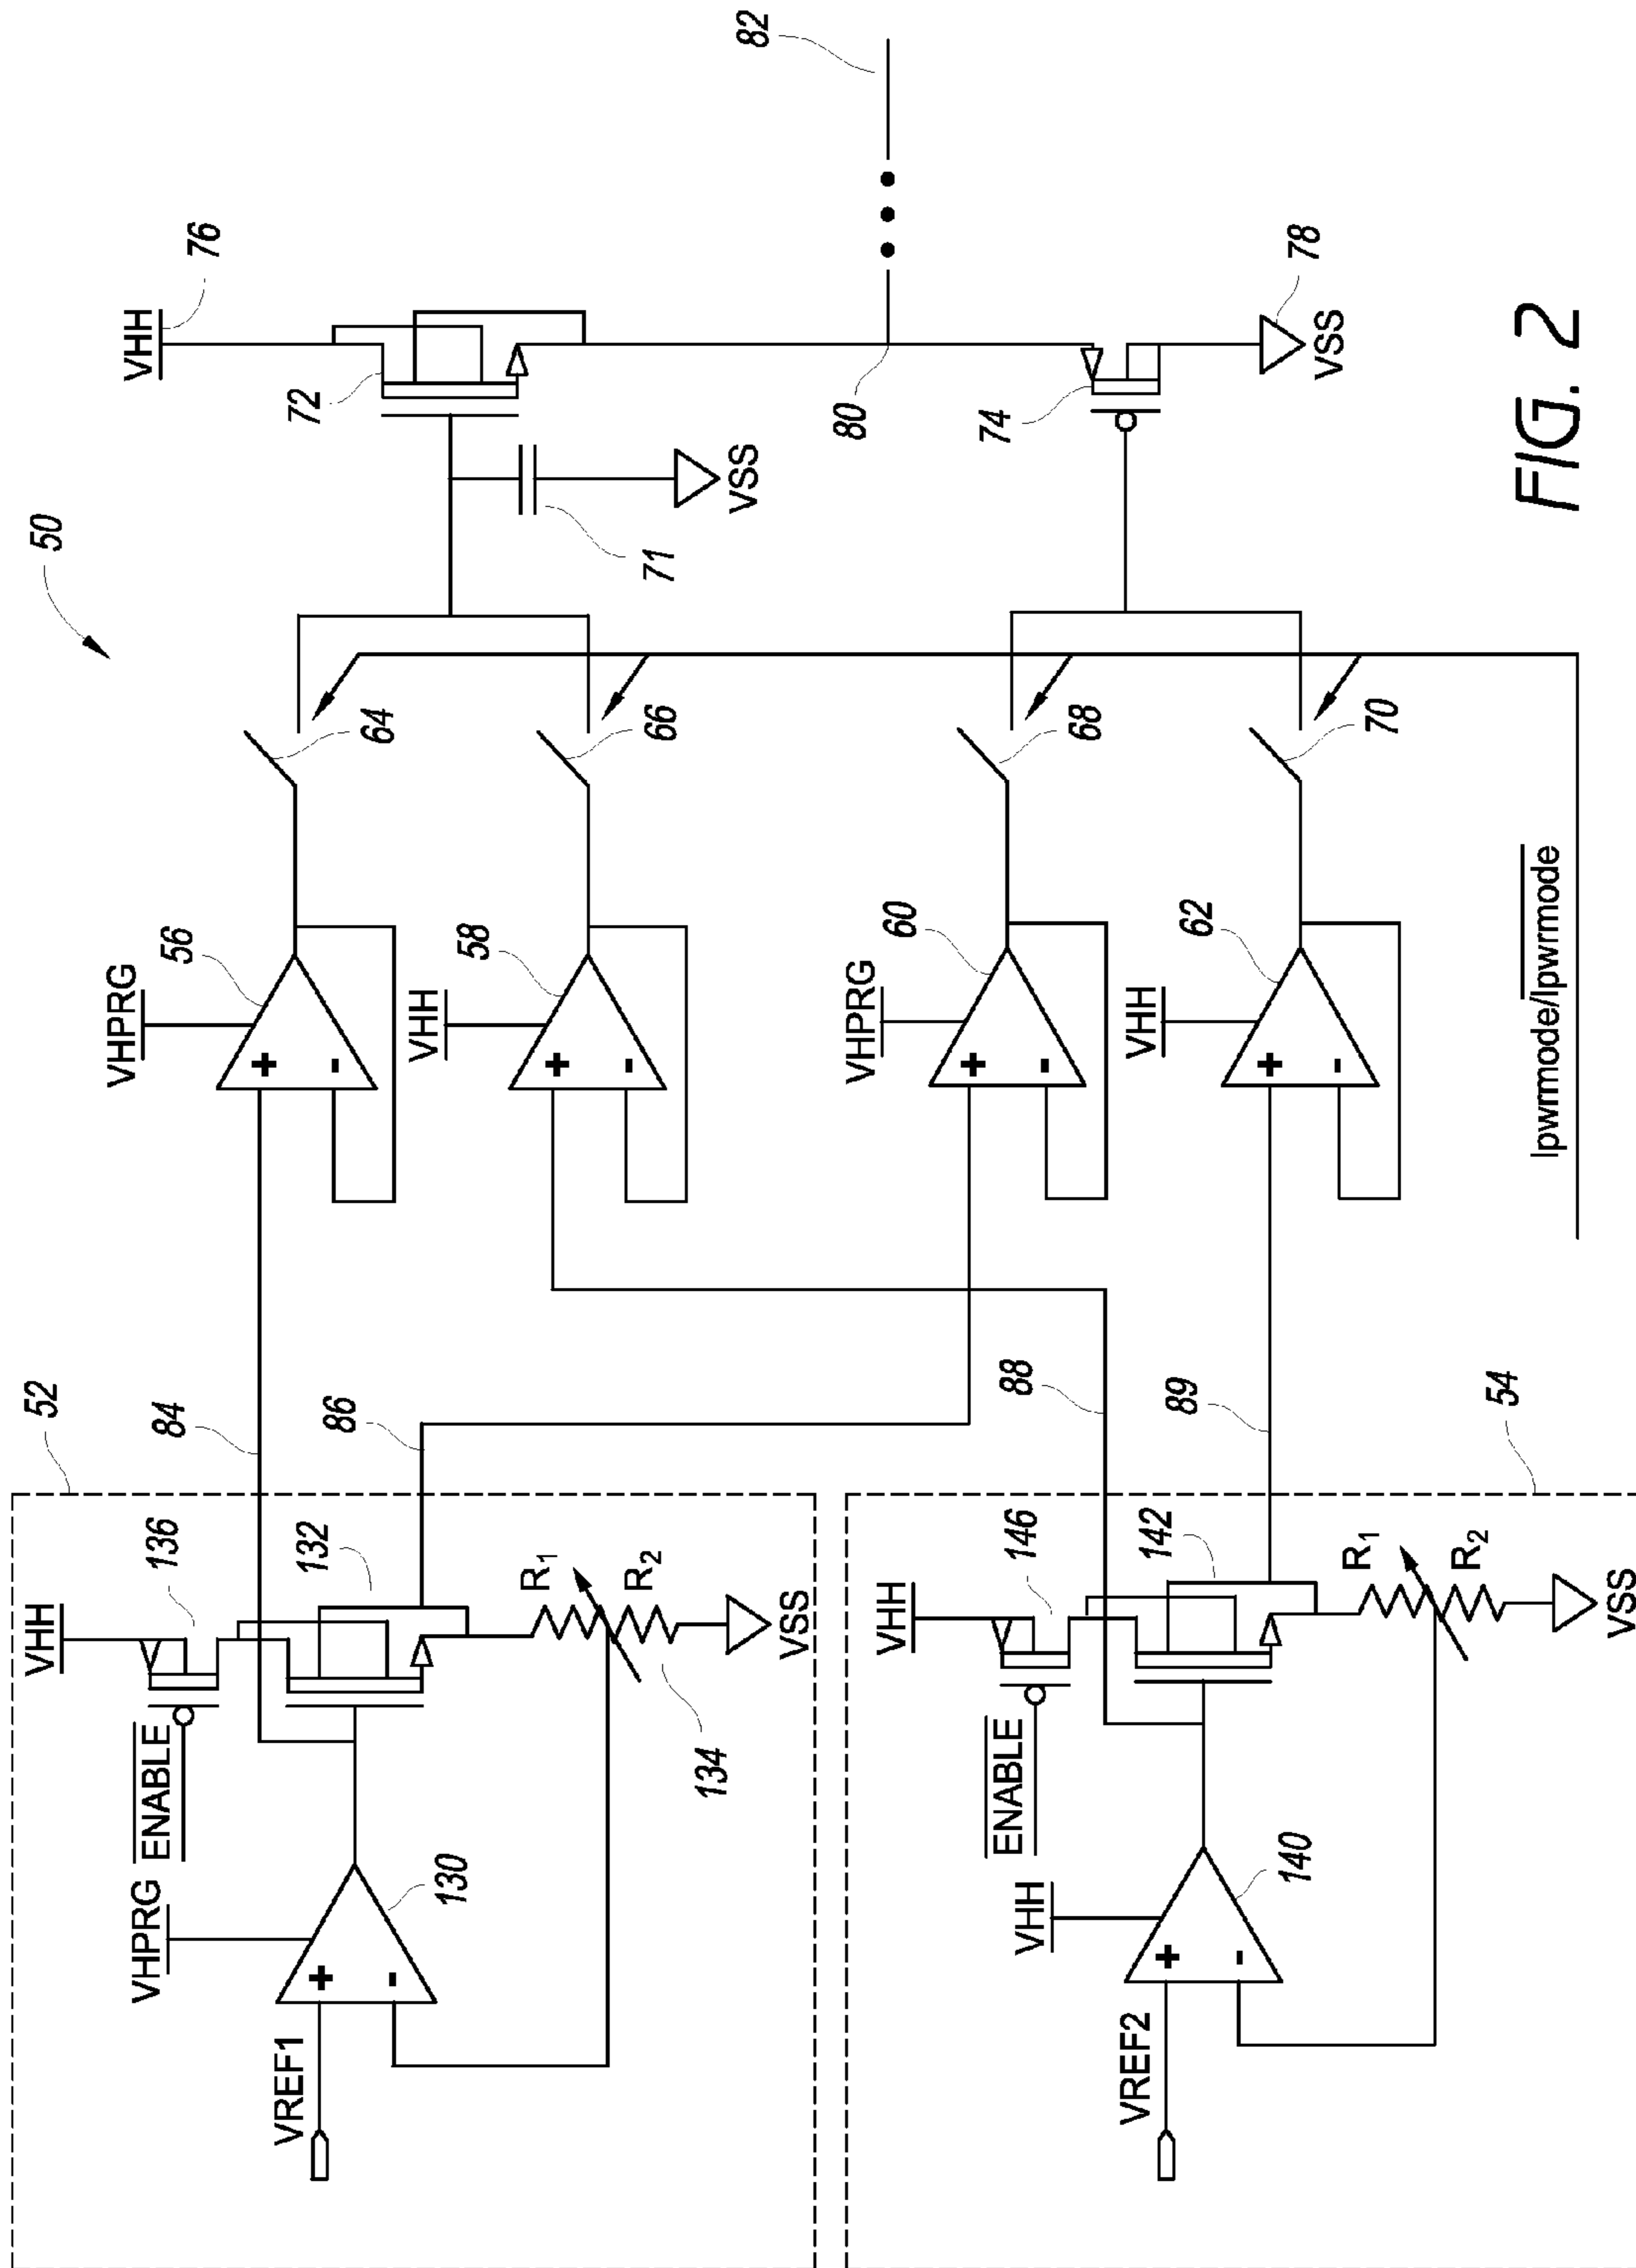 50
52
VHH
136
ENABLE
84
VHPRG
130
VREF1
132
86
R1
R2
134
VSS
VHPRG
56
64
VHH
58
66
VHH
76
72
71
VSS
80
82
54
VHH
146
ENABLE
88
VHH
140
VREF2
142
89
R1
R2
VSS
VHPRG
60
68
VHH
62
70
74
78
VSS
lpwrmode/lpwrmode
FIG. 2